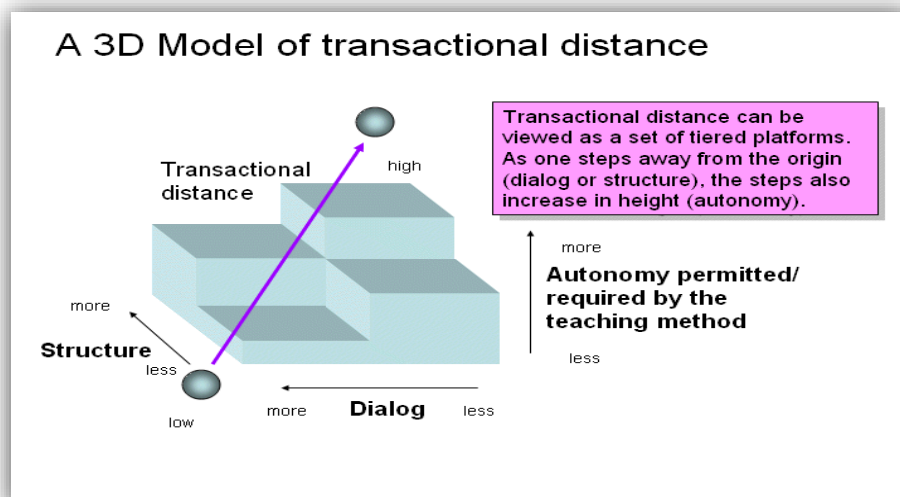 A 3D Model of transactional distance
Transactional distance can be
viewed as a set of tiered platforms.
As one steps away from the origin
(dialog or structure), the steps also
increase in height (autonomy).
Transactional
distance
high
more
Autonomy permitted/
required by the
teaching method
less
more
Structure
less
low
more
Dialog
less